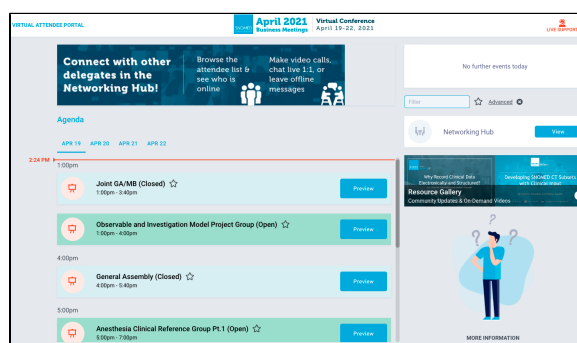 VIRTUAL ATTENDEE PORTAL
SNOMED
April 2021
Business Meetings
Virtual Conference
April 19-22, 2021
LIVE SUPPORT
Connect with other
delegates in the
Networking Hub!
Browse the
attendee list &
see who is
online
Make video calls,
chat live 1:1, or
leave offline
messages
No further events today
Filter
Advanced
Networking Hub
View
Agenda
APR 19 APR 20 APR 21 APR 22
2:34 PM
1:00pm
Joint GA/MB (Closed)
1:00pm - 3:40pm
Preview
Observable and Investigation Model Project Group (Open)
1:00pm - 4:00pm
Preview
4:00pm
General Assembly (Closed)
4:00pm - 5:40pm
Preview
5:00pm
Anesthesia Clinical Reference Group Pt.1 (Open)
5:00pm - 7:00pm
Preview
Why Record Clinical Data
Electronically and Structured?
Developing SNOMED CT Subsets
with Clinical Input
Resource Gallery
Community Updates & On-Demand Videos
MORE INFORMATION